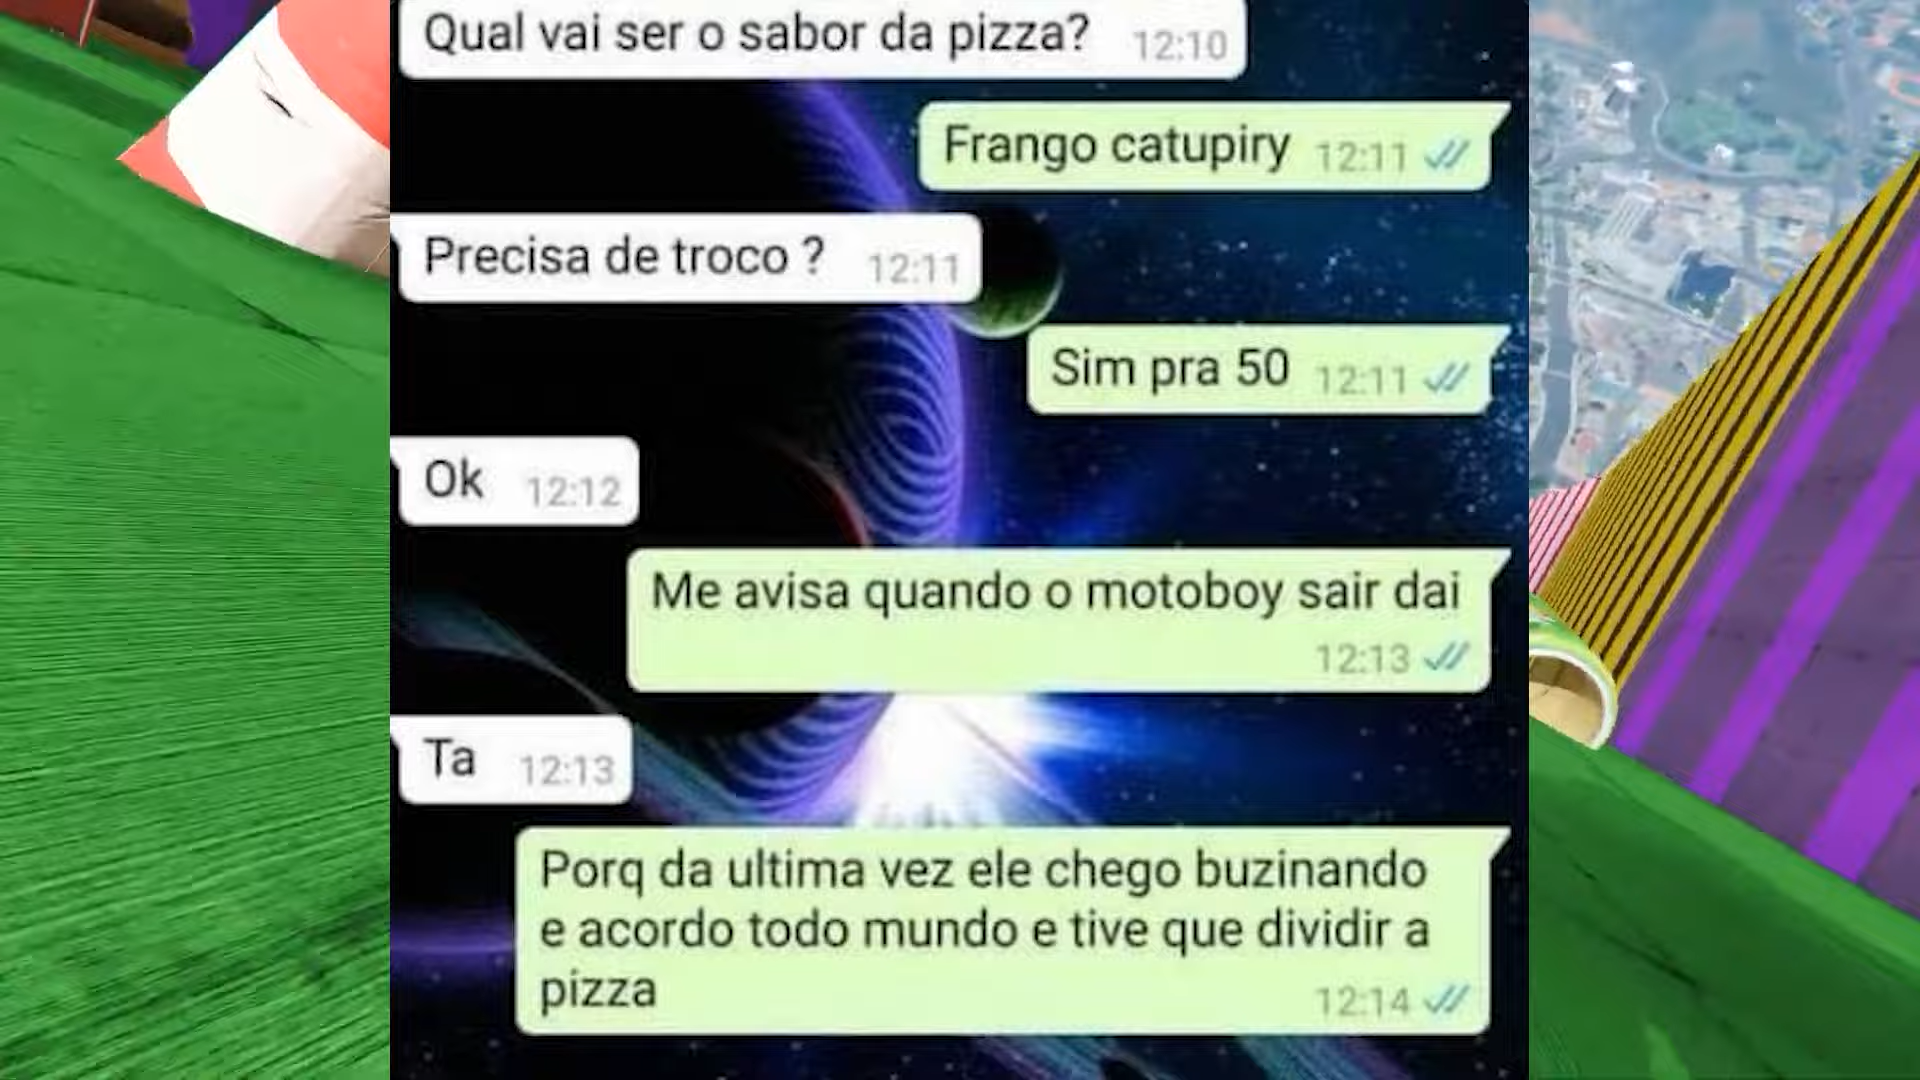 Qual vai ser o sabor da pizza? 12:10
Frango catupiry 12:11
Precisa de troco ? 12:11
Sim pra 50 12:11
Ok 12:12
Me avisa quando o motoboy sair dai
12:13
Ta 12:13
Porq da ultima vez ele chego buzinando
e acordo todo mundo e tive que dividir a
pizza 12:14